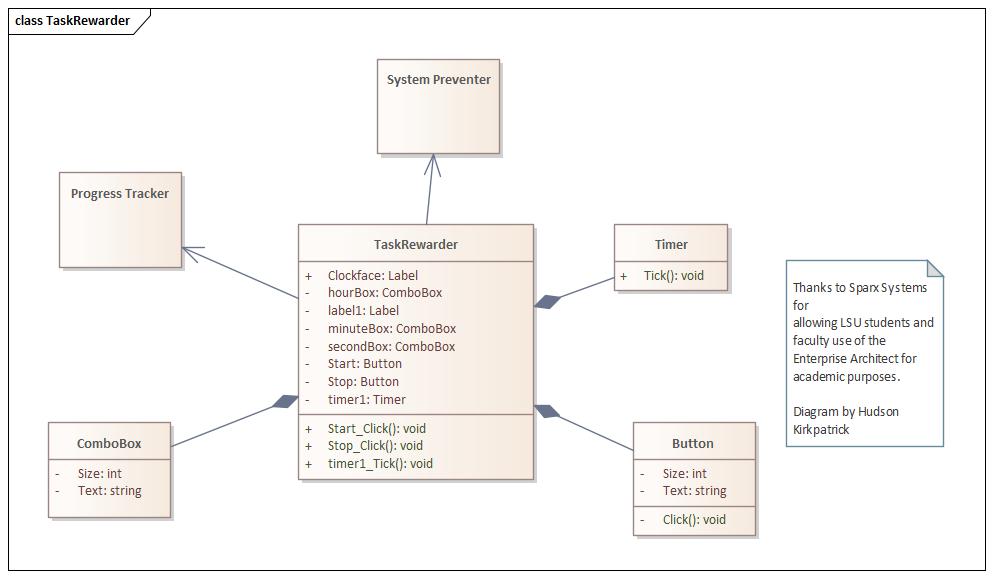 class TaskRewarder
System Preventer
Progress Tracker
TaskRewarder
+ Clockface: Label
- hourBox: ComboBox
- label1: Label
- minuteBox: ComboBox
- secondBox: ComboBox
- Start: Button
- Stop: Button
- timer1: Timer
+ Start_Click(): void
+ Stop_Click(): void
+ timer1_Tick(): void
Timer
+ Tick(): void
Thanks to Sparx Systems
for
allowing LSU students and
faculty use of the
Enterprise Architect for
academic purposes.
Diagram by Hudson
Kirkpatrick
ComboBox
- Size: int
- Text: string
Button
- Size: int
- Text: string
- Click(): void